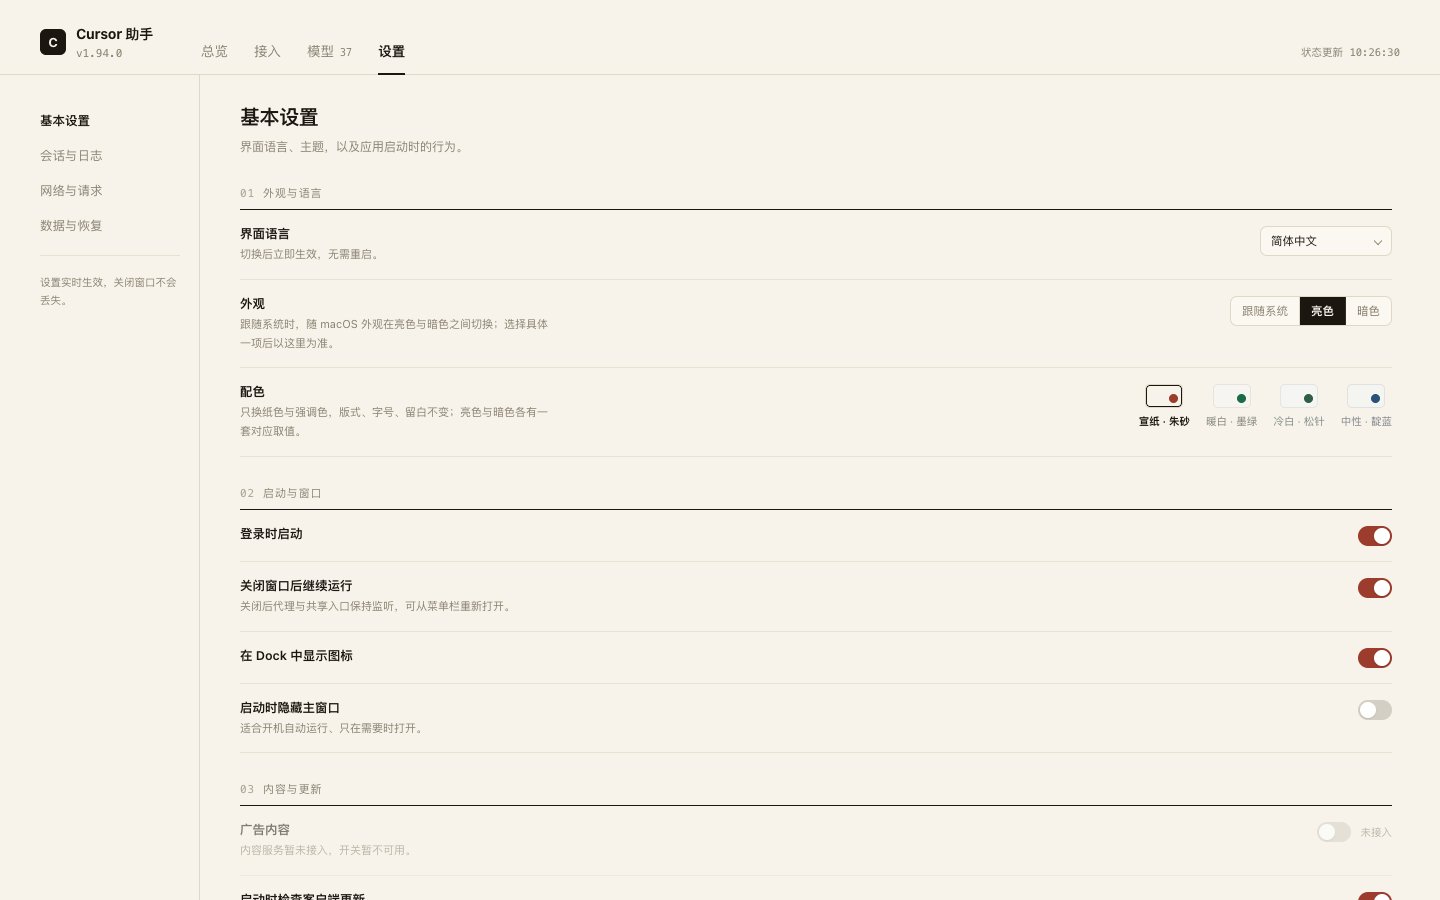 C
Cursor 助手
v1.94.0
总览
接入
模型 37
设置
状态更新 10:26:30
基本设置
会话与日志
网络与请求
数据与恢复
设置实时生效，关闭窗口不会
丢失。
基本设置
界面语言、主题，以及应用启动时的行为。
01 外观与语言
界面语言
切换后立即生效，无需重启。
简体中文
外观
跟随系统时，随 macOS 外观在亮色与暗色之间切换；选择具体
一项后以这里为准。
跟随系统
亮色
暗色
配色
只换纸色与强调色，版式、字号、留白不变；亮色与暗色各有一
套对应取值。
宣纸 · 朱砂
暖白 · 墨绿
冷白 · 松针
中性 · 靛蓝
02 启动与窗口
登录时启动
关闭窗口后继续运行
关闭后代理与共享入口保持监听，可从菜单栏重新打开。
在 Dock 中显示图标
启动时隐藏主窗口
适合开机自动运行、只在需要时打开。
03 内容与更新
广告内容
内容服务暂未接入，开关暂不可用。
未接入
启动时检查客户端更新